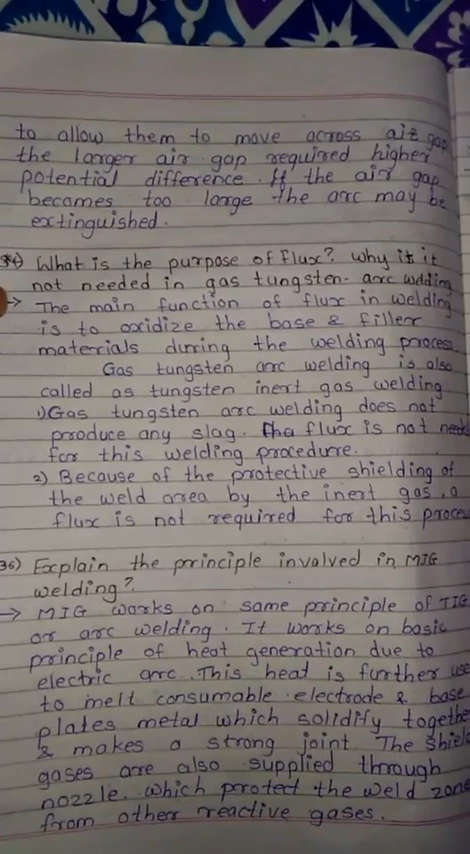 to allow them to move across air gap
the larger air gap required higher
potential difference. If the air gap
becomes too large the arc may be
extinguished.
34) What is the purpose of flux? why is it
not needed in gas tungsten- arc welding
→ The main function of flux in welding
is to oxidize the base & filler
materials during the welding process.
Gas tungsten arc welding is also
called as tungsten inert gas welding
1) Gas tungsten arc welding does not
produce any slag. flux is not need
for this welding procedure.
2) Because of the protective shielding of
the weld area by the inert gas, a
flux is not required for this proces
36) Explain the principle involved in MIG
welding?
→ MIG works on same principle of TIG
or arc welding. It works on basic
principle of heat generation due to
electric arc. This heat is further use
to melt consumable electrode & base
plates metal which solidify togethe
& makes a strong joint. The shield
gases are also supplied through
nozzle. which protect the weld zone
from other reactive gases.